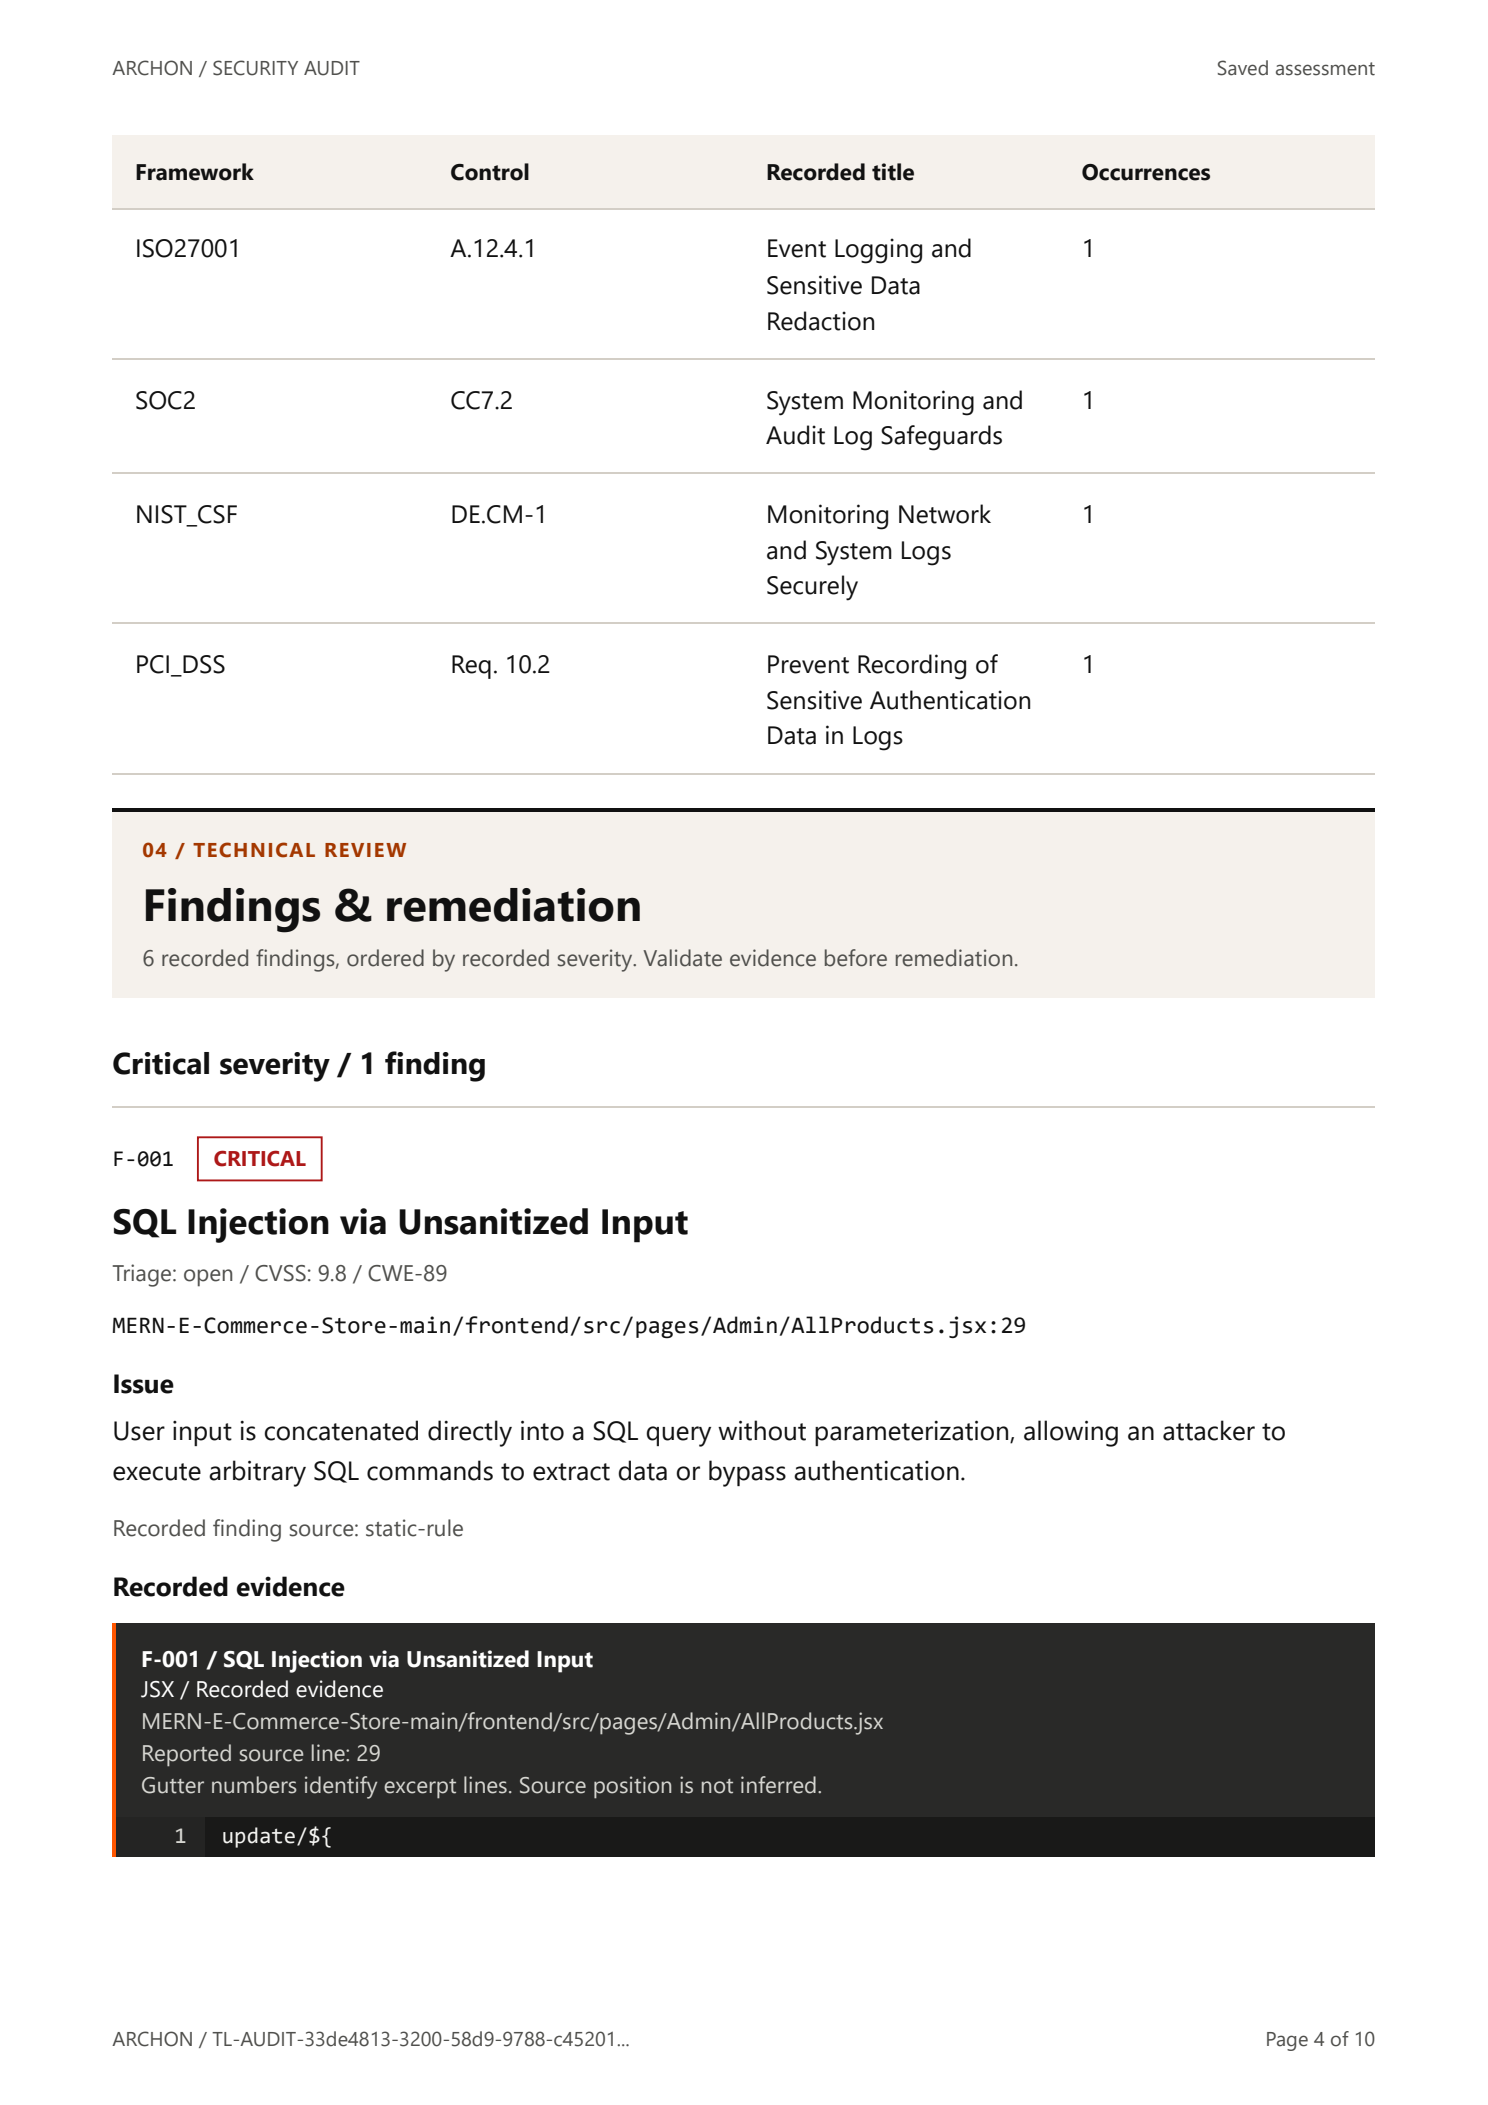 ARCHON / SECURITY AUDIT Saved assessment
Framework Control Recorded title Occurrences
ISO27001 A.12.4.1 Event Logging and 1
Sensitive Data
Redaction
SOC2 CC7.2 System Monitoring and 1
Audit Log Safeguards
NIST_CSF DE.CM-1 Monitoring Network 1
and System Logs
Securely
PCI_DSS Req. 10.2 Prevent Recording of 1
Sensitive Authentication
Data in Logs
04 / TECHNICAL REVIEW
Findings & remediation
6 recorded findings, ordered by recorded severity. Validate evidence before remediation.
Critical severity / 1 finding
F-001 CRITICAL
SQL Injection via Unsanitized Input
Triage: open / CVSS: 9.8 / CWE-89
MERN-E-Commerce-Store-main/frontend/src/pages/Admin/AllProducts.jsx:29
Issue
User input is concatenated directly into a SQL query without parameterization, allowing an attacker to
execute arbitrary SQL commands to extract data or bypass authentication.
Recorded finding source: static-rule
Recorded evidence
F-001 / SQL Injection via Unsanitized Input
JSX / Recorded evidence
MERN-E-Commerce-Store-main/frontend/src/pages/Admin/AllProducts.jsx
Reported source line: 29
Gutter numbers identify excerpt lines. Source position is not inferred.
1 update/${
ARCHON / TL-AUDIT-33de4813-3200-58d9-9788-c45201... Page 4 of 10